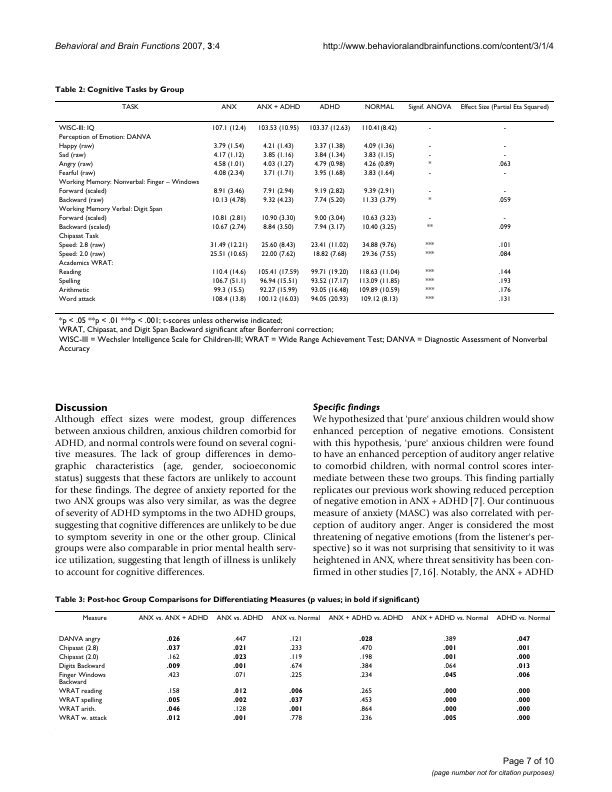 Behavioral and Brain Functions 2007, 3:4 http://www.behavioralandbrainfunctions.com/content/3/1/4
Table 2: Cognitive Tasks by Group
TASK ANX ANX + ADHD ADHD NORMAL Signif. ANOVA Effect Size (Partial Eta Squared)
WISC-III: IQ 107.1 (12.4) 103.53 (10.95) 103.37 (12.63) 110.41(8.42) - -
Perception of Emotion: DANVA
Happy (raw) 3.79 (1.54) 4.21 (1.43) 3.37 (1.38) 4.09 (1.36) - -
Sad (raw) 4.17 (1.12) 3.85 (1.16) 3.84 (1.34) 3.83 (1.15) - -
Angry (raw) 4.58 (1.01) 4.03 (1.27) 4.79 (0.98) 4.26 (0.89) * .063
Fearful (raw) 4.08 (2.34) 3.71 (1.71) 3.95 (1.68) 3.83 (1.64) - -
Working Memory: Nonverbal: Finger – Windows
Forward (scaled) 8.91 (3.46) 7.91 (2.94) 9.19 (2.82) 9.39 (2.91) - -
Backward (raw) 10.13 (4.78) 9.32 (4.23) 7.74 (5.20) 11.33 (3.79) * .059
Working Memory Verbal: Digit Span
Forward (scaled) 10.81 (2.81) 10.90 (3.30) 9.00 (3.04) 10.63 (3.23) - -
Backward (scaled) 10.67 (2.74) 8.84 (3.50) 7.94 (3.17) 10.40 (3.25) ** .099
Chipasat Task
Speed: 2.8 (raw) 31.49 (12.21) 25.60 (8.43) 23.41 (11.02) 34.88 (9.76) *** .101
Speed: 2.0 (raw) 25.51 (10.65) 22.00 (7.62) 18.82 (7.68) 29.36 (7.55) *** .084
Academics WRAT:
Reading 110.4 (14.6) 105.41 (17.59) 99.71 (19.20) 118.63 (11.04) *** .144
Spelling 106.7 (51.1) 96.94 (15.51) 93.52 (17.17) 113.09 (11.85) *** .193
Arithmetic 99.3 (15.5) 92.27 (15.99) 93.05 (16.48) 109.89 (10.59) *** .176
Word attack 108.4 (13.8) 100.12 (16.03) 94.05 (20.93) 109.12 (8.13) *** .131
*p < .05 **p < .01 ***p < .001; t-scores unless otherwise indicated;
WRAT, Chipasat, and Digit Span Backward significant after Bonferroni correction;
WISC-III = Wechsler Intelligence Scale for Children-III; WRAT = Wide Range Achievement Test; DANVA = Diagnostic Assessment of Nonverbal
Accuracy
Discussion
Although effect sizes were modest, group differences
between anxious children, anxious children comorbid for
ADHD, and normal controls were found on several cogni-
tive measures. The lack of group differences in demo-
graphic characteristics (age, gender, socioeconomic
status) suggests that these factors are unlikely to account
for these findings. The degree of anxiety reported for the
two ANX groups was also very similar, as was the degree
of severity of ADHD symptoms in the two ADHD groups,
suggesting that cognitive differences are unlikely to be due
to symptom severity in one or the other group. Clinical
groups were also comparable in prior mental health serv-
ice utilization, suggesting that length of illness is unlikely
to account for cognitive differences.
Specific findings
We hypothesized that 'pure' anxious children would show
enhanced perception of negative emotions. Consistent
with this hypothesis, 'pure' anxious children were found
to have an enhanced perception of auditory anger relative
to comorbid children, with normal control scores inter-
mediate between these two groups. This finding partially
replicates our previous work showing reduced perception
of negative emotion in ANX + ADHD [7]. Our continuous
measure of anxiety (MASC) was also correlated with per-
ception of auditory anger. Anger is considered the most
threatening of negative emotions (from the listener's per-
spective) so it was not surprising that sensitivity to it was
heightened in ANX, where threat sensitivity has been con-
firmed in other studies [7,16]. Notably, the ANX + ADHD
Table 3: Post-hoc Group Comparisons for Differentiating Measures (p values; in bold if significant)
Measure ANX vs. ANX + ADHD ANX vs. ADHD ANX vs. Normal ANX + ADHD vs. ADHD ANX + ADHD vs. Normal ADHD vs. Normal
DANVA angry .026 .447 .121 .028 .389 .047
Chipasat (2.8) .037 .021 .233 .470 .001 .001
Chipasat (2.0) .162 .023 .119 .198 .001 .000
Digits Backward .009 .001 .674 .384 .064 .013
Finger Windows .423 .071 .225 .234 .045 .006
Backward
WRAT reading .158 .012 .006 .265 .000 .000
WRAT spelling .005 .002 .037 .453 .000 .000
WRAT arith. .046 .128 .001 .864 .000 .000
WRAT w. attack .012 .001 .778 .236 .005 .000
Page 7 of 10
(page number not for citation purposes)